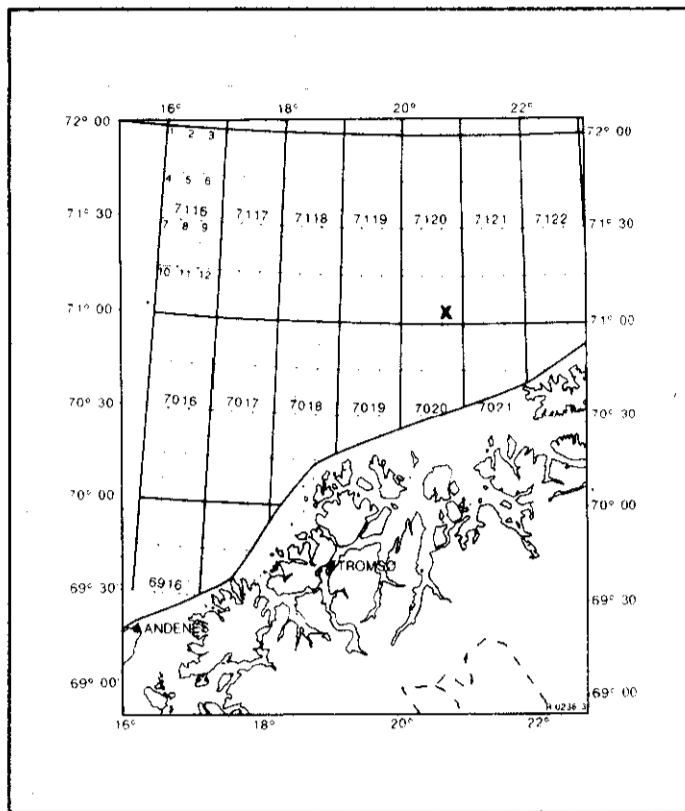 16° 18° 20° 22°
72° 00 72° 00
1 2 3
4 5 6
71° 30 7116 7117 7118 7119 7120 7121 7122 71° 30
7 8 9
10 11 12
71° 00 X 71° 00
70° 30 7016 7017 7018 7019 7020 7021 70° 30
70° 00 70° 00
TROMSØ
69° 30 6916 69° 30
ANDENES
69° 00 69° 00
16° 18° 20° 22°